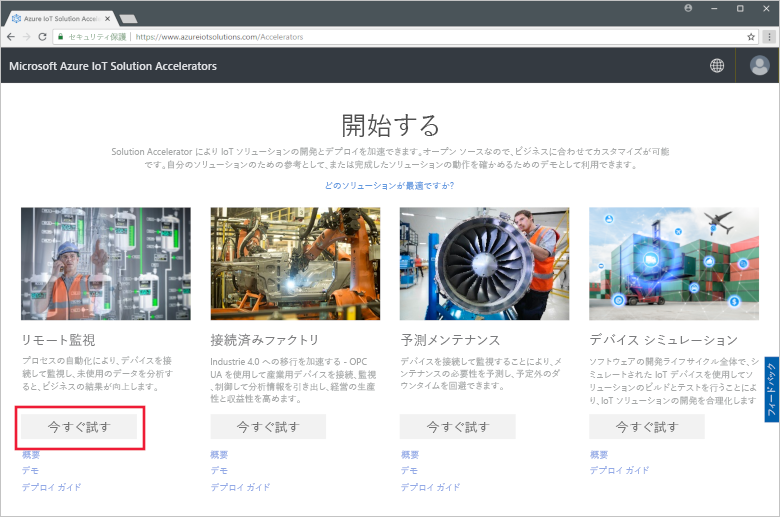 Azure IoT Solution Accele
セキュリティ保護 | https://www.azureiotsolutions.com/Accelerators
Microsoft Azure IoT Solution Accelerators
開始する
Solution Accelerator により IoT ソリューションの開発とデプロイを加速できます。オープン ソースなので、ビジネスに合わせてカスタマイズが可能
です。自分のソリューションのための参考として、または完成したソリューションの動作を確かめるためのデモとして利用できます。
どのソリューションが最適ですか?
リモート監視
プロセスの自動化により、デバイスを接
続して監視し、未使用のデータを分析す
ると、ビジネスの結果が向上します。
今すぐ試す
概要
デモ
デプロイ ガイド
接続済みファクトリ
Industrie 4.0 への移行を加速する - OPC
UA を使用して産業用デバイスを接続、監視
、制御して分析情報を引き出し、経営の生産
性と収益性を高めます。
今すぐ試す
概要
デモ
デプロイ ガイド
予測メンテナンス
デバイスを接続して監視することにより、メ
ンテナンスの必要性を予測し、予定外のダ
ウンタイムを回避できます。
今すぐ試す
概要
デモ
デプロイ ガイド
デバイス シミュレーション
ソフトウェアの開発ライフサイクル全体で、シ
ミュレートされた IoT デバイスを使用してソ
リューションのビルドとテストを行うことによ
り、IoT ソリューションの開発を合理化します
今すぐ試す
概要
デプロイ ガイド
フィードバック